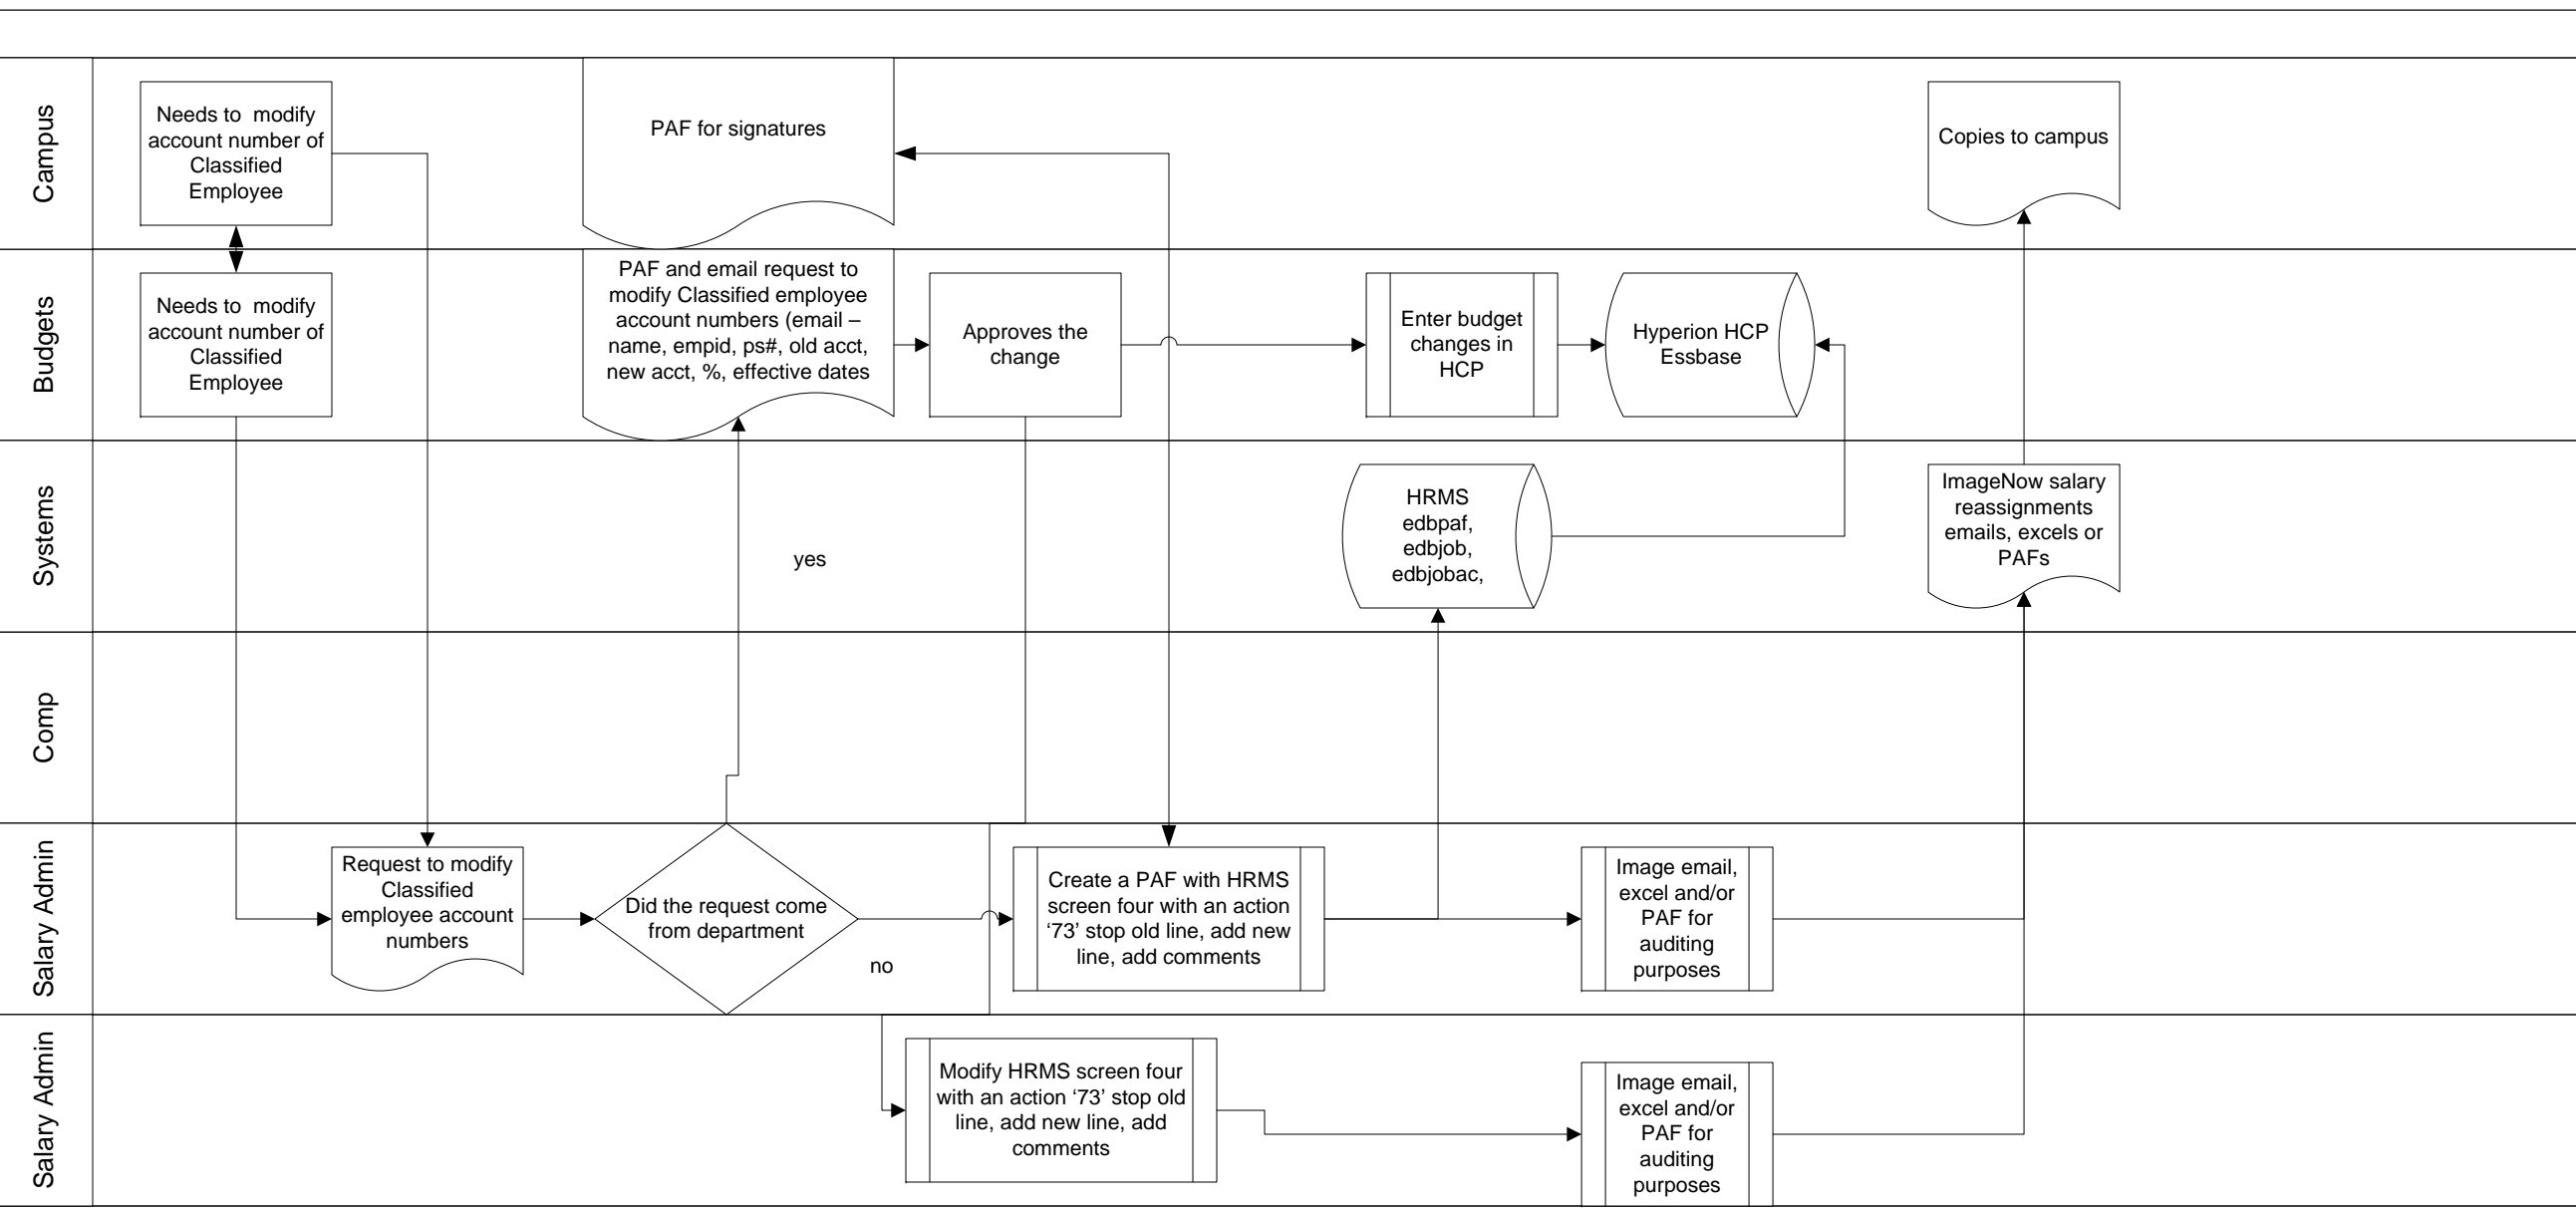 Campus
Needs to  modify
account number of
Classified
Employee
PAF for signatures
Copies to campus
Budgets
Needs to  modify
account number of
Classified
Employee
PAF and email request to
modify Classified employee
account numbers (email –
name, empid, ps#, old acct,
new acct, %, effective dates
Approves the
change
Enter budget
changes in
HCP
Hyperion HCP
Essbase
Systems
yes
HRMS
edbpaf,
edbjob,
edbjobac,
ImageNow salary
reassignments
emails, excels or
PAFs
Comp
Salary Admin
Request to modify
Classified
employee account
numbers
Did the request come
from department
no
Create a PAF with HRMS
screen four with an action
‘73’ stop old line, add new
line, add comments
Image email,
excel and/or
PAF for
auditing
purposes
Salary Admin
Modify HRMS screen four
with an action ‘73’ stop old
line, add new line, add
comments
Image email,
excel and/or
PAF for
auditing
purposes